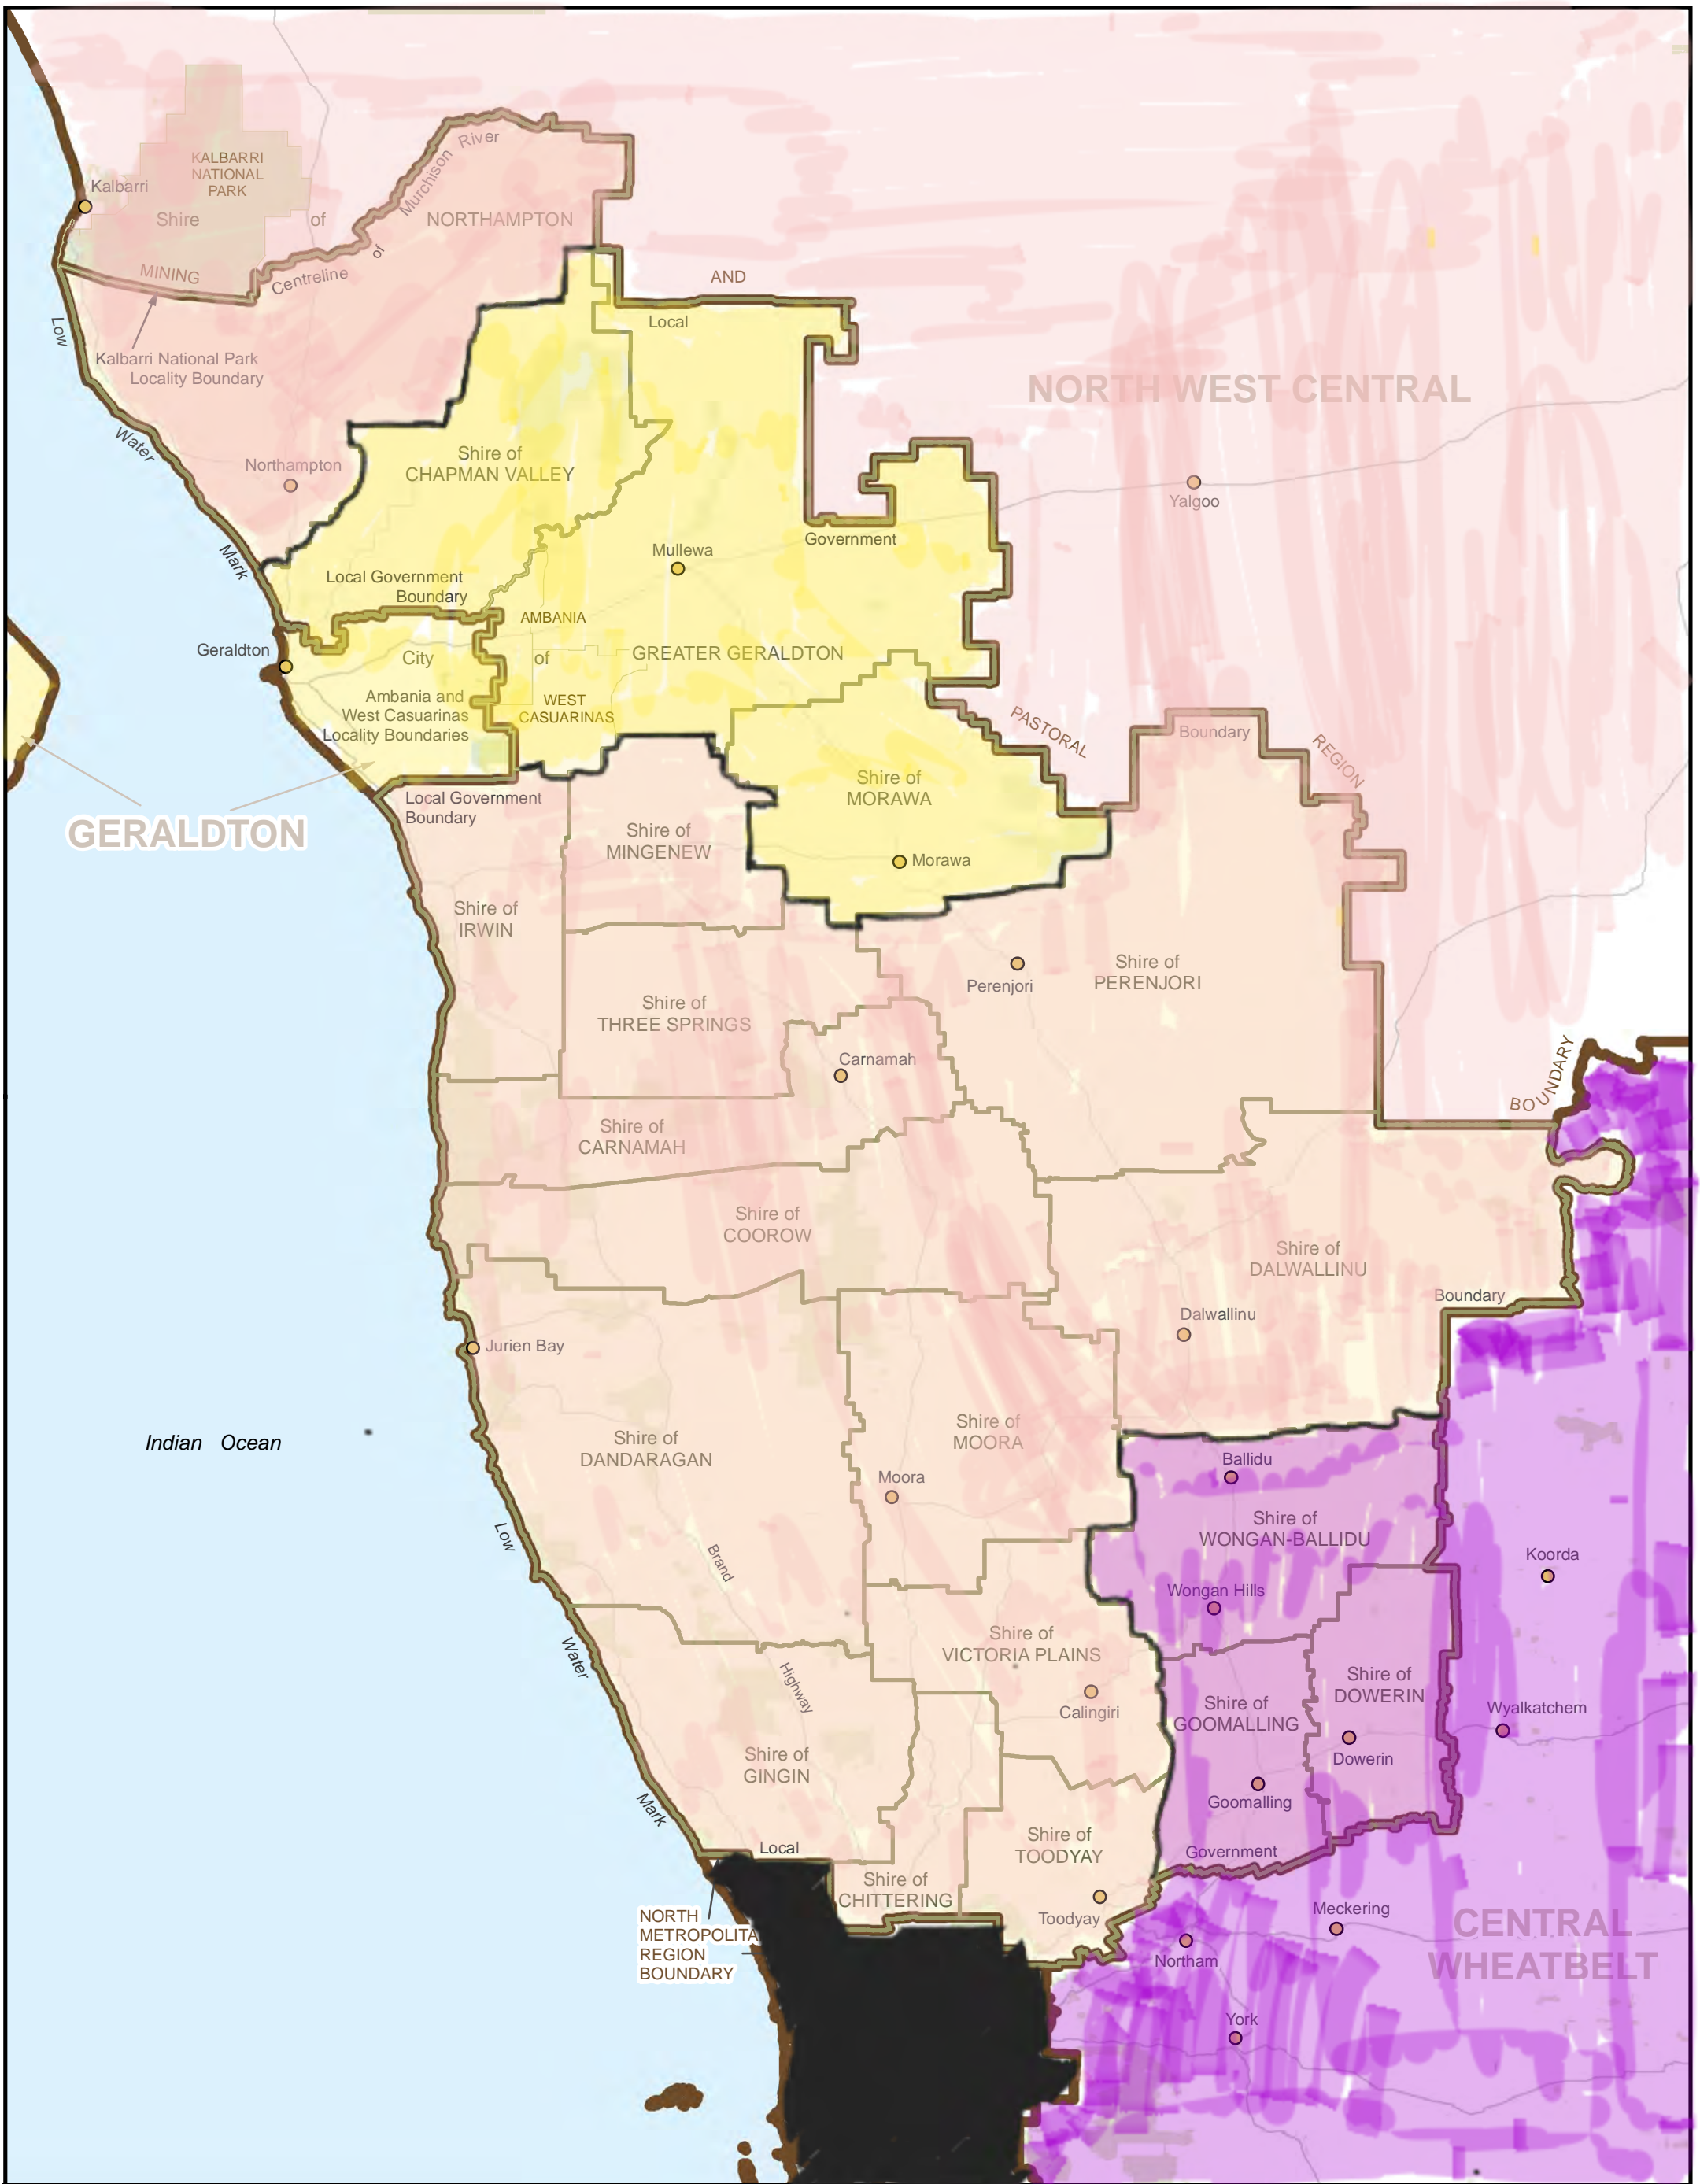 KALBARRI
NATIONAL
PARK
Kalbarri
Shire of NORTHAMPTON
Centreline of Murchison River
MINING AND PASTORAL REGION BOUNDARY
Kalbarri National Park
Locality Boundary
Low Water Mark
Northampton
Local Government Boundary
NORTH WEST CENTRAL
Yalgoo
Shire of
CHAPMAN VALLEY
Mullewa
Local Government
Boundary
AMBANIA
Geraldton
City of GREATER GERALDTON
Ambania and
West Casuarinas
Locality Boundaries
WEST
CASUARINAS
Local Government
Boundary
GERALDTON
Shire of
MORAWA
Morawa
Shire of
MINGENEW
Shire of
IRWIN
Shire of
PERENJORI
Perenjori
Shire of
THREE SPRINGS
Carnamah
Shire of
CARNAMAH
Shire of
COOROW
Shire of
DALWALLINU
Boundary
Dalwallinu
Jurien Bay
Indian Ocean
Shire of
DANDARAGAN
Shire of
MOORA
Moora
Ballidu
Shire of
WONGAN-BALLIDU
Koorda
Wongan Hills
Low Water Mark
Brand Highway
Shire of
VICTORIA PLAINS
Calingiri
Shire of
GOOMALLING
Shire of
DOWERIN
Wyalkatchem
Dowerin
Goomalling
Shire of
GINGIN
Shire of
TOODYAY
Local
Government
Shire of
CHITTERING
Toodyay
NORTH
METROPOLITA
REGION
BOUNDARY
Meckering
Northam
CENTRAL
WHEATBELT
York